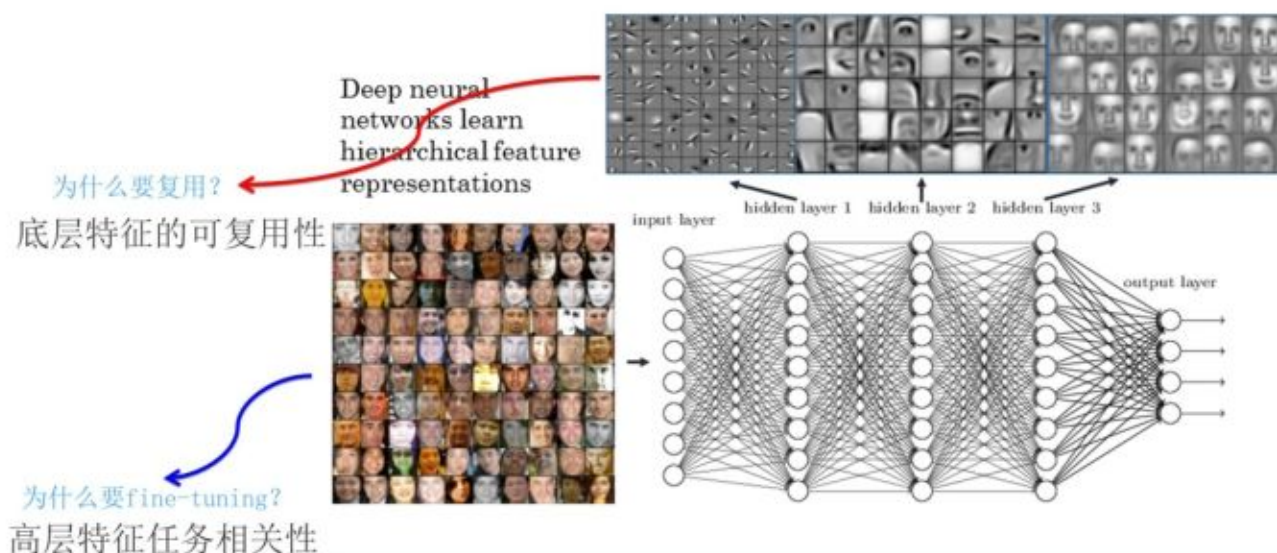 Deep neural
networks learn
hierarchical feature
representations
为什么要复用？
底层特征的可复用性
hidden layer 1 hidden layer 2 hidden layer 3
input layer
output layer
为什么要fine-tuning？
高层特征任务相关性